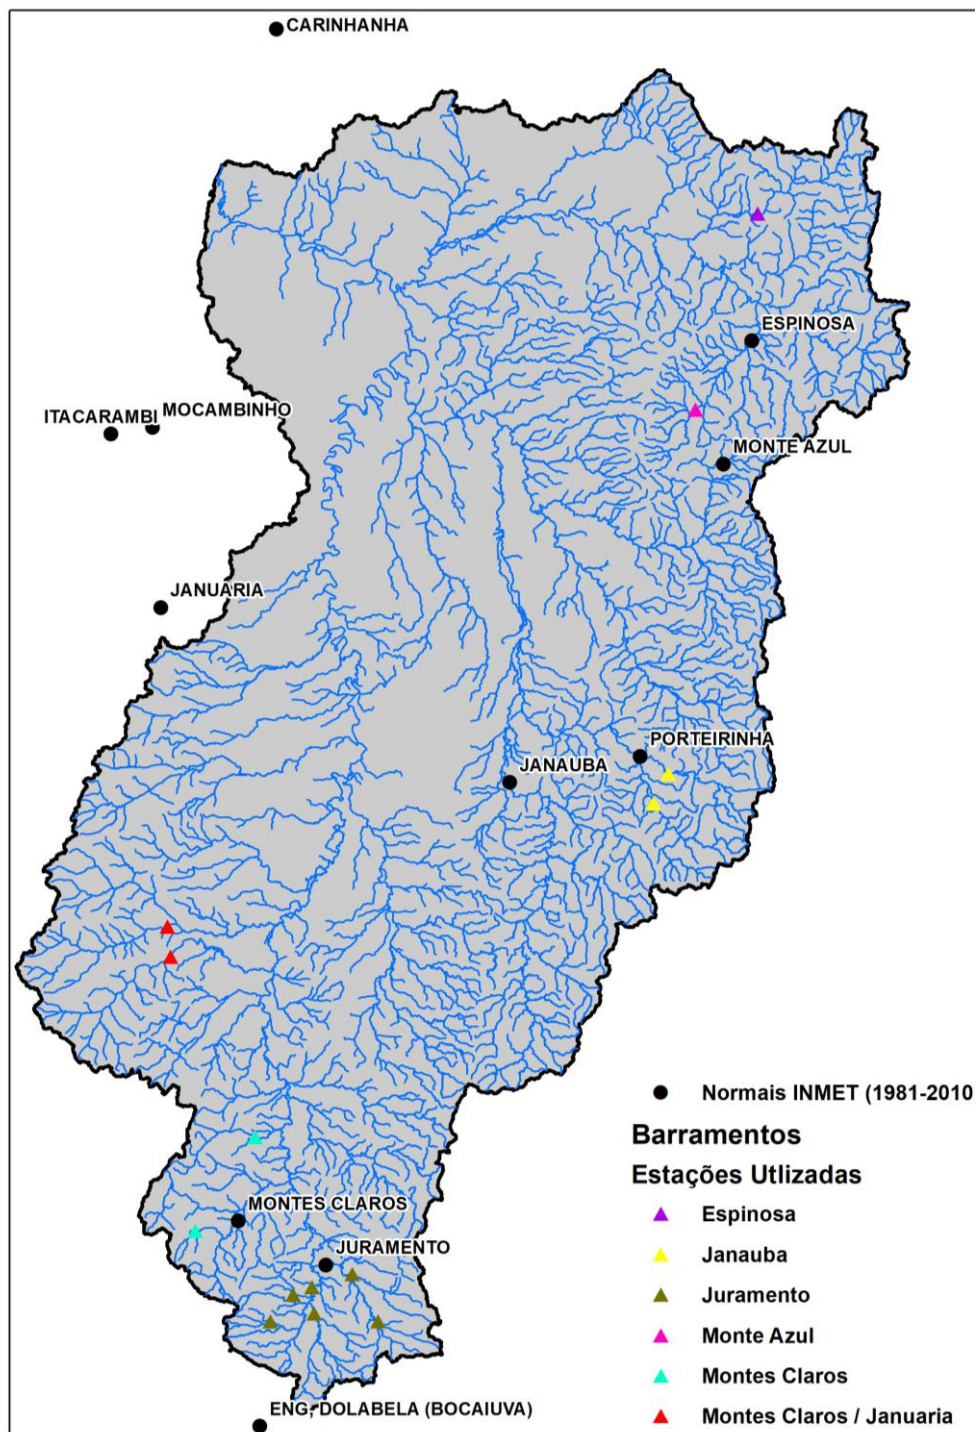 CARINHANHA
ESPINOSA
ITACARAMBI
MOCAMBINHO
MONTE AZUL
JANUARIA
PORTEIRINHA
JANAUBA
Normais INMET (1981-2010
Barramentos
Estações Utlizadas
MONTES CLAROS
Espinosa
JURAMENTO
Janauba
Juramento
Monte Azul
Montes Claros
ENG, DOLABELA (BOCAIUVA)
Montes Claros / Januaria